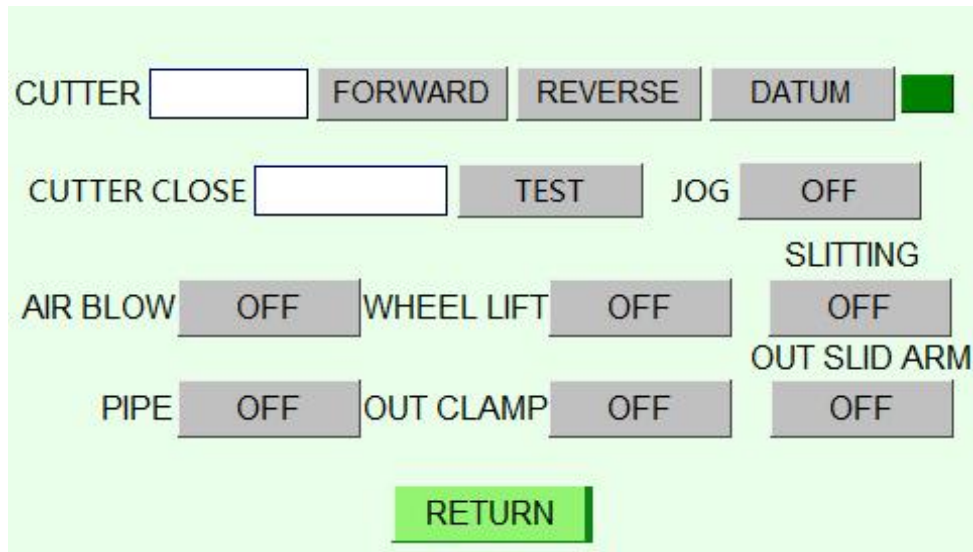 CUTTER FORWARD REVERSE DATUM
CUTTER CLOSE TEST JOG OFF
SLITTING
AIR BLOW OFF WHEEL LIFT OFF OFF
OUT SLID ARM
PIPE OFF OUT CLAMP OFF OFF
RETURN